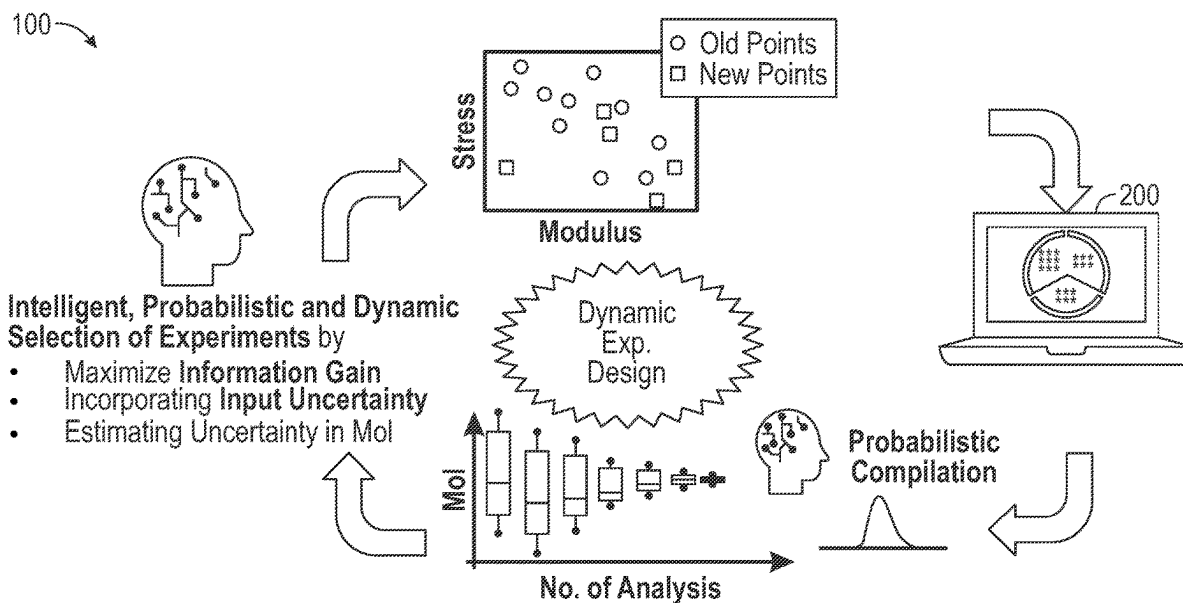 100
Old Points
New Points
Stress
Modulus
200
Intelligent, Probabilistic and Dynamic
Selection of Experiments by
• Maximize Information Gain
• Incorporating Input Uncertainty
• Estimating Uncertainty in MoI
Dynamic
Exp.
Design
Probabilistic
Compilation
MoI
No. of Analysis